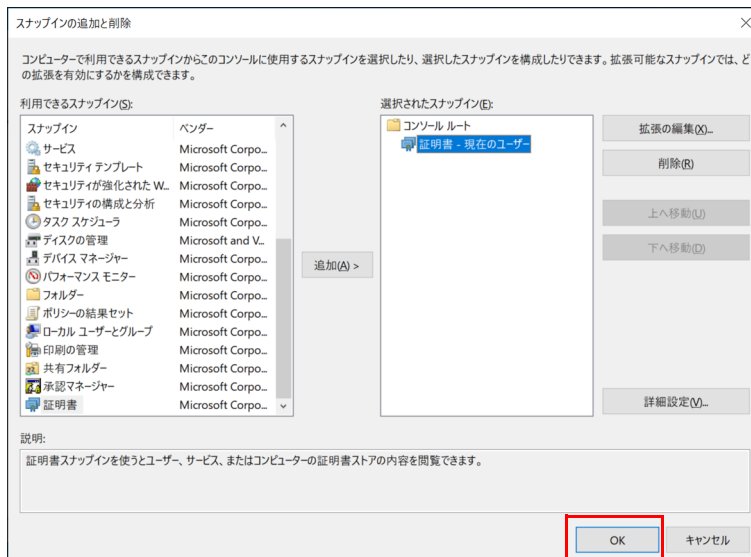 スナップインの追加と削除
コンピューターで利用できるスナップインからこのコンソールに使用するスナップインを選択したり、選択したスナップインを構成したりできます。拡張可能なスナップインでは、ど
の拡張を有効にするかを構成できます。
利用できるスナップイン(S):
スナップイン ベンダー
サービス Microsoft Corpo...
セキュリティ テンプレート Microsoft Corpo...
セキュリティが強化された W... Microsoft Corpo...
セキュリティの構成と分析 Microsoft Corpo...
タスク スケジューラ Microsoft Corpo...
ディスクの管理 Microsoft and V...
デバイス マネージャー Microsoft Corpo...
パフォーマンス モニター Microsoft Corpo...
フォルダー Microsoft Corpo...
ポリシーの結果セット Microsoft Corpo...
ローカル ユーザーとグループ Microsoft Corpo...
印刷の管理 Microsoft Corpo...
共有フォルダー Microsoft Corpo...
承認マネージャー Microsoft Corpo...
証明書 Microsoft Corpo...
追加(A) >
選択されたスナップイン(E):
コンソール ルート
証明書 - 現在のユーザー
拡張の編集(X)...
削除(R)
上へ移動(U)
下へ移動(D)
詳細設定(V)...
説明:
証明書スナップインを使うとユーザー、サービス、またはコンピューターの証明書ストアの内容を閲覧できます。
OK
キャンセル